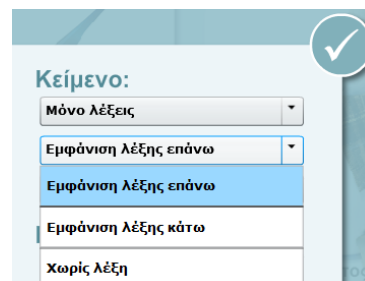 Κείμενο:
Μόνο λέξεις
Εμφάνιση λέξης επάνω
Εμφάνιση λέξης επάνω
Εμφάνιση λέξης κάτω
Χωρίς λέξη